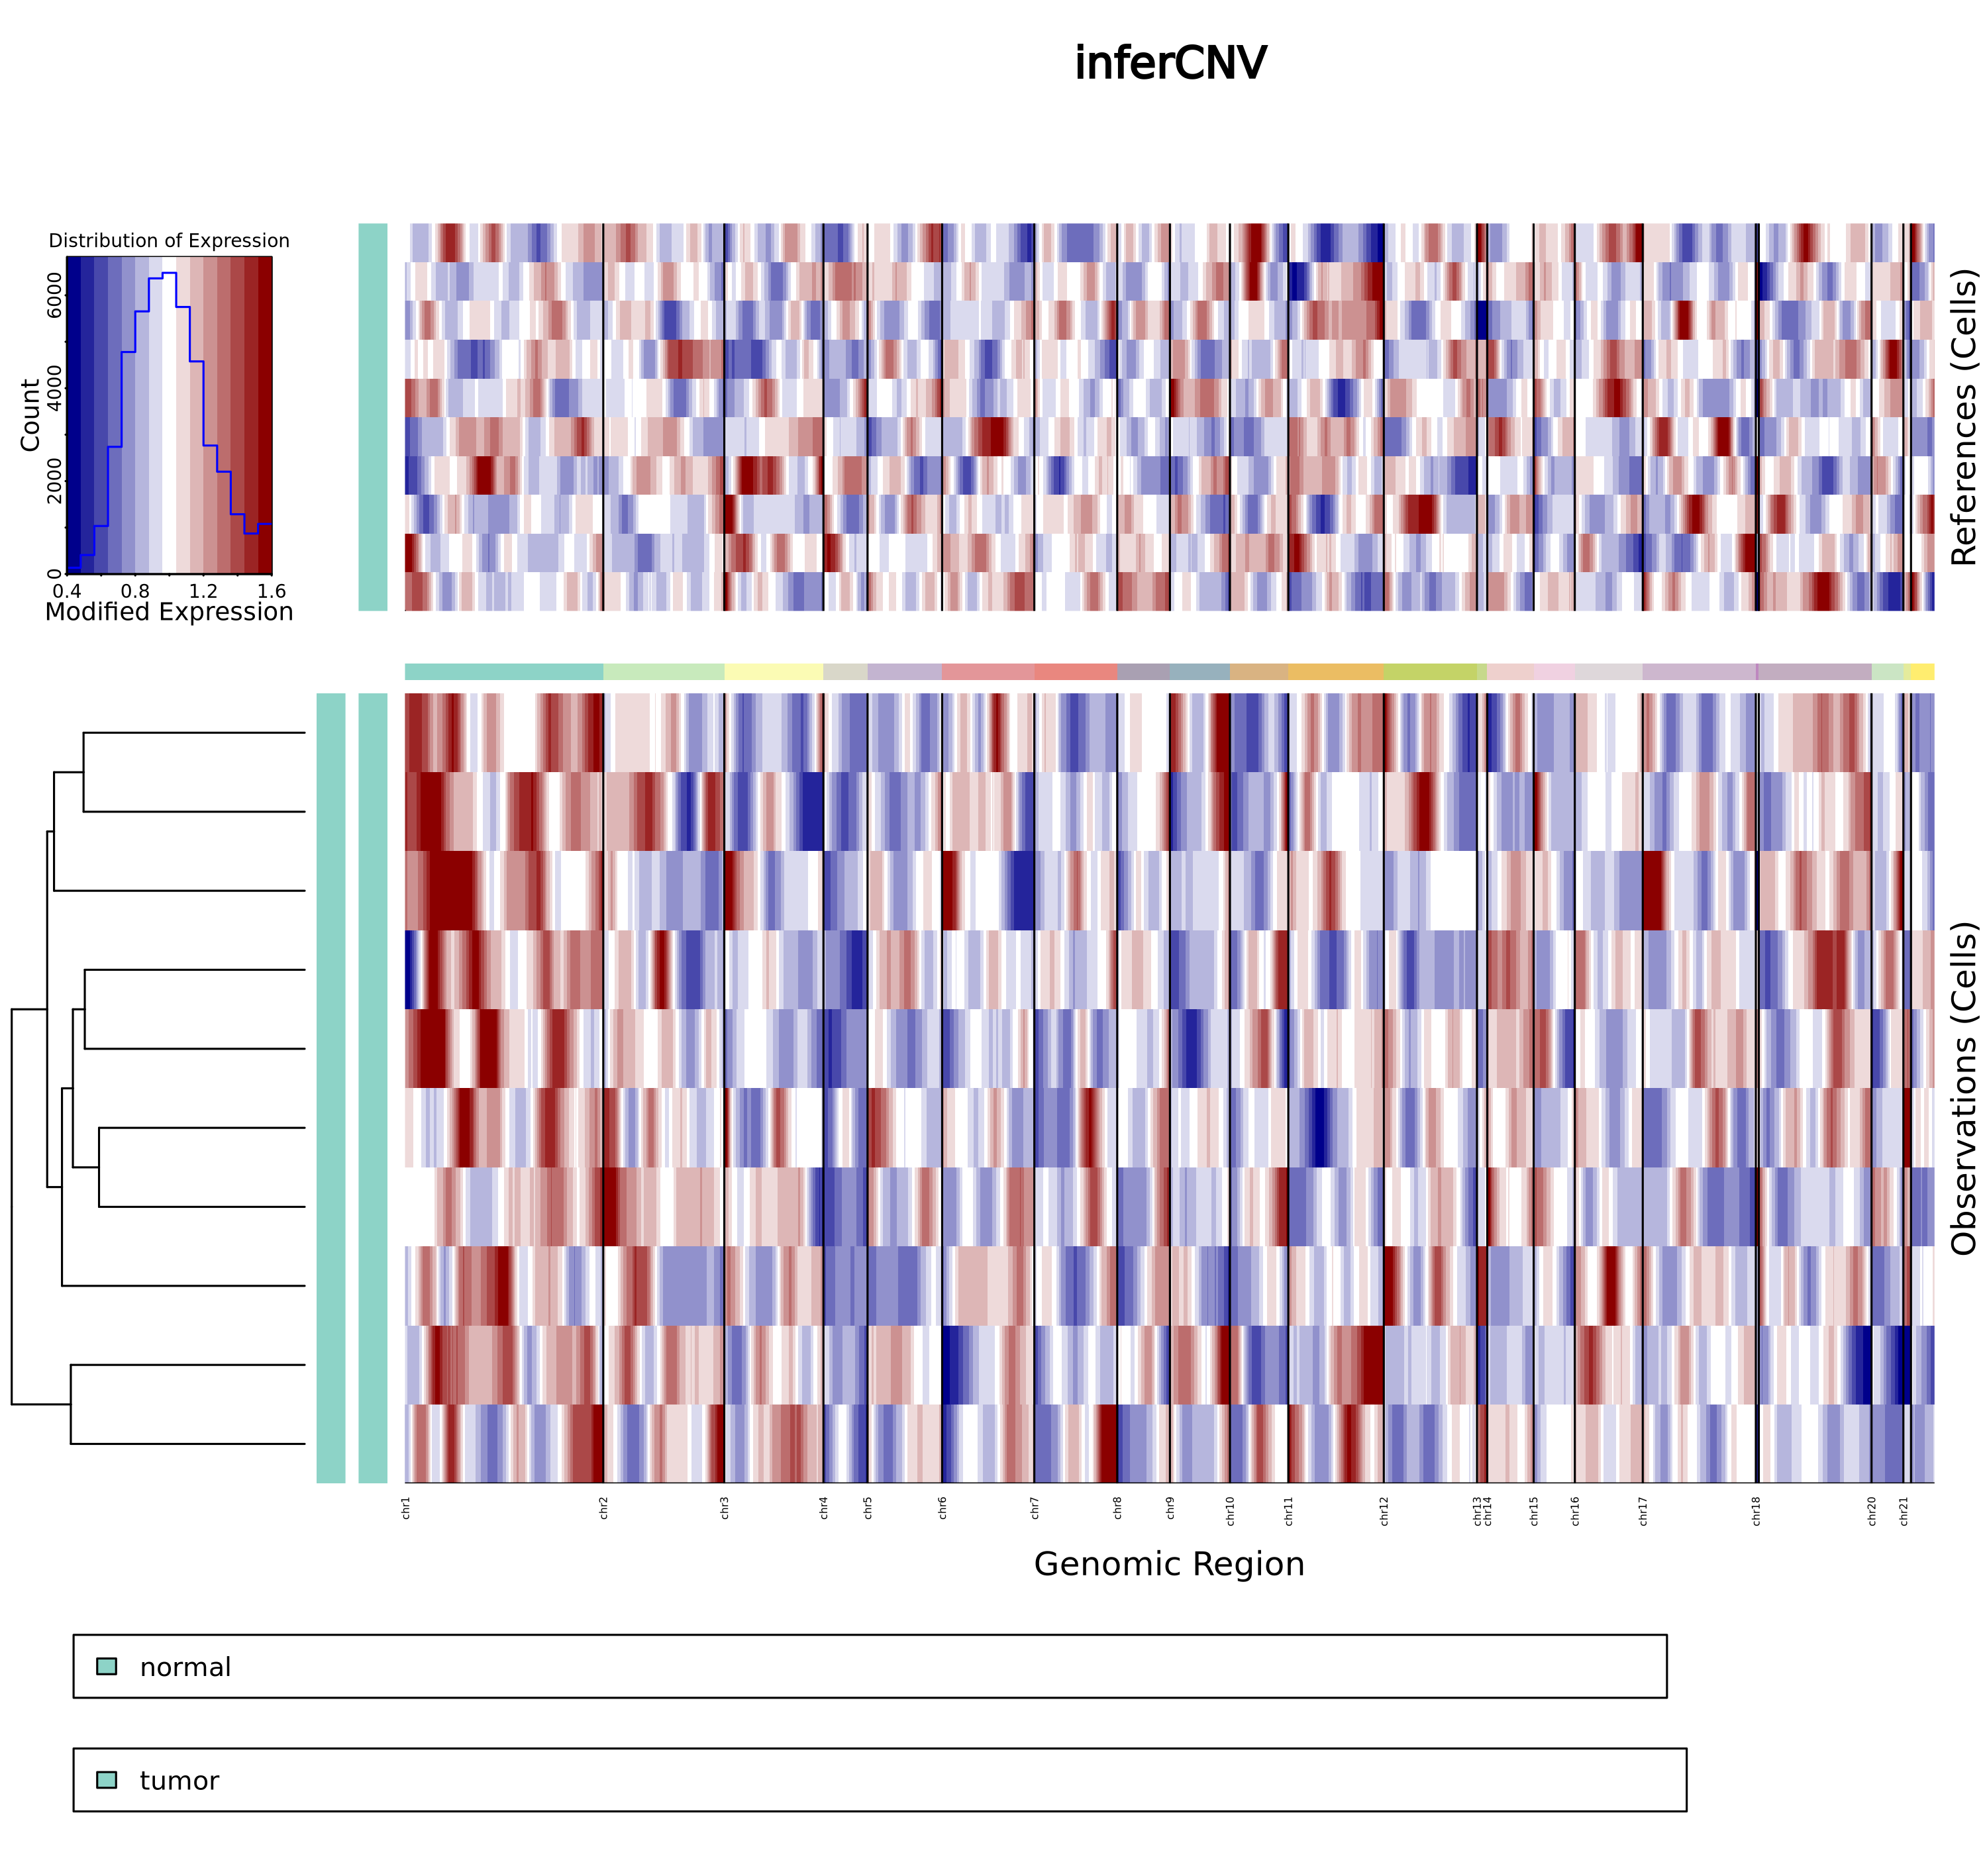 inferCNV
Distribution of Expression
Count
0 2000 4000 6000
0.4 0.8 1.2 1.6
Modified Expression
References (Cells)
Observations (Cells)
chr1 chr2 chr3 chr4 chr5 chr6 chr7 chr8 chr9 chr10 chr11 chr12 chr13 chr14 chr15 chr16 chr17 chr18 chr20 chr21
Genomic Region
normal
tumor